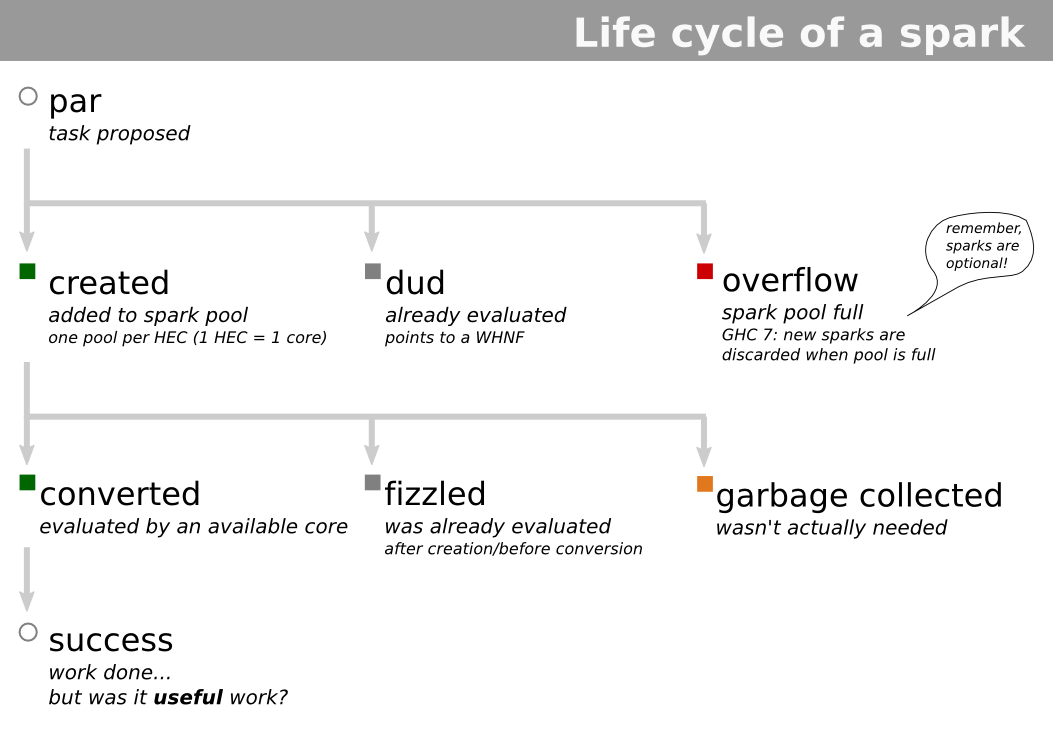 Life cycle of a spark
par
task proposed
created
added to spark pool
one pool per HEC (1 HEC = 1 core)
dud
already evaluated
points to a WHNF
overflow
spark pool full
GHC 7: new sparks are
discarded when pool is full
remember,
sparks are
optional!
converted
evaluated by an available core
fizzled
was already evaluated
after creation/before conversion
garbage collected
wasn't actually needed
success
work done...
but was it useful work?